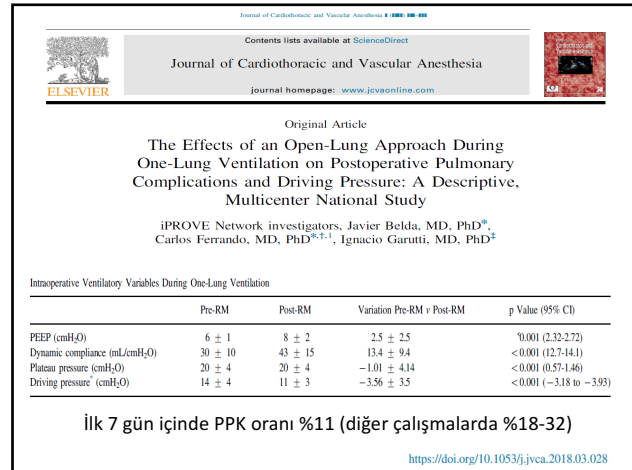 Journal of Cardiothoracic and Vascular Anesthesia
Contents lists available at ScienceDirect
Journal of Cardiothoracic and Vascular Anesthesia
journal homepage: www.jcvaonline.com
ELSEVIER
Original Article
The Effects of an Open-Lung Approach During
One-Lung Ventilation on Postoperative Pulmonary
Complications and Driving Pressure: A Descriptive,
Multicenter National Study
iPROVE Network investigators, Javier Belda, MD, PhD*,
Carlos Ferrando, MD, PhD*,†,1, Ignacio Garutti, MD, PhD‡
Intraoperative Ventilatory Variables During One-Lung Ventilation
Pre-RM Post-RM Variation Pre-RM v Post-RM p Value (95% CI)
PEEP (cmH2O) 6 ± 1 8 ± 2 2.5 ± 2.5 0.001 (2.32-2.72)
Dynamic compliance (mL/cmH2O) 30 ± 10 43 ± 15 13.4 ± 9.4 <0.001 (12.7-14.1)
Plateau pressure (cmH2O) 20 ± 4 20 ± 4 −1.01 ± 4.14 <0.001 (0.57-1.46)
Driving pressure* (cmH2O) 14 ± 4 11 ± 3 −3.56 ± 3.5 <0.001 (−3.18 to −3.93)
İlk 7 gün içinde PPK oranı %11 (diğer çalışmalarda %18-32)
https://doi.org/10.1053/j.jvca.2018.03.028